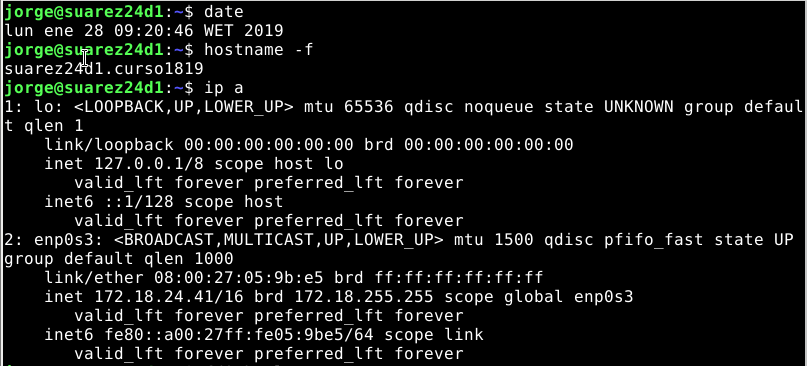 jorge@suarez24d1:~$ date
lun ene 28 09:20:46 WET 2019
jorge@suarez24d1:~$ hostname -f
suarez24d1.curso1819
jorge@suarez24d1:~$ ip a
1: lo: <LOOPBACK,UP,LOWER_UP> mtu 65536 qdisc noqueue state UNKNOWN group defaul
t qlen 1
    link/loopback 00:00:00:00:00:00 brd 00:00:00:00:00:00
    inet 127.0.0.1/8 scope host lo
       valid_lft forever preferred_lft forever
    inet6 ::1/128 scope host
       valid_lft forever preferred_lft forever
2: enp0s3: <BROADCAST,MULTICAST,UP,LOWER_UP> mtu 1500 qdisc pfifo_fast state UP
group default qlen 1000
    link/ether 08:00:27:05:9b:e5 brd ff:ff:ff:ff:ff:ff
    inet 172.18.24.41/16 brd 172.18.255.255 scope global enp0s3
       valid_lft forever preferred_lft forever
    inet6 fe80::a00:27ff:fe05:9be5/64 scope link
       valid_lft forever preferred_lft forever